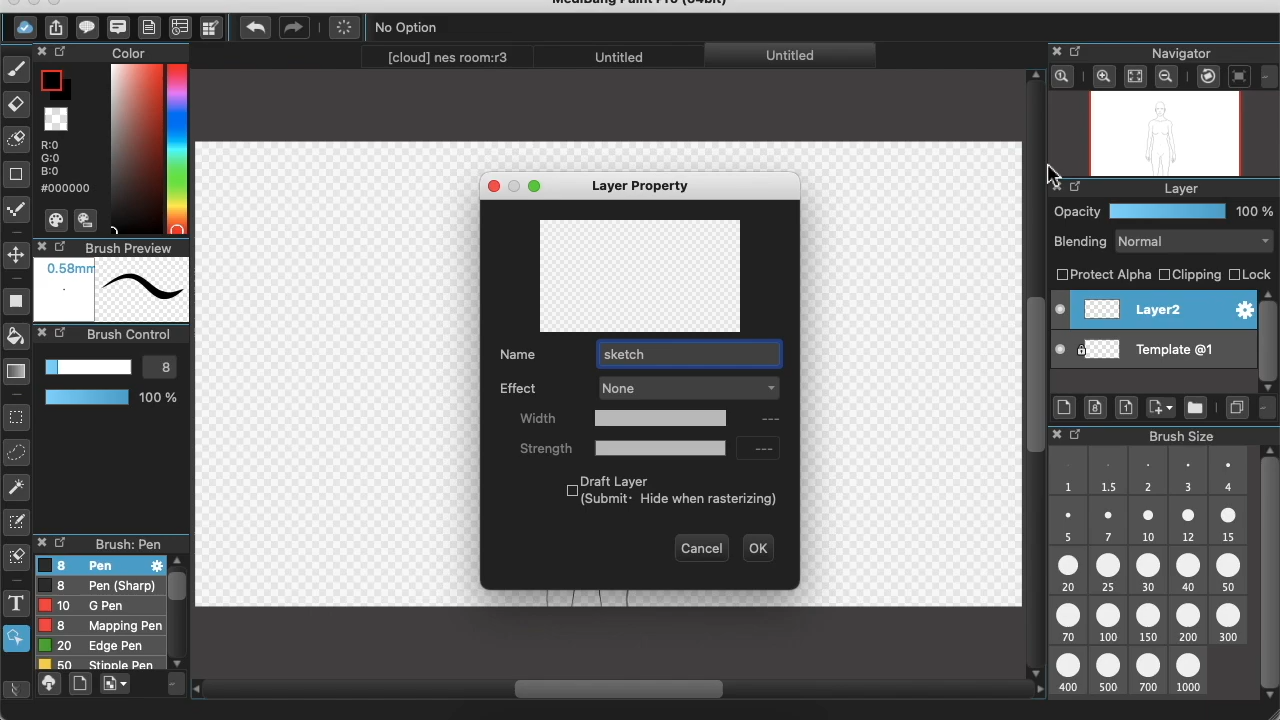 MediBang Paint Pro (64bit)
No Option
[cloud] nes room:r3
Untitled
Untitled
Color
R:0
G:0
B:0
#000000
Brush Preview
0.58mm
Brush Control
8
100 %
Brush: Pen
8 Pen
8 Pen (Sharp)
10 G Pen
8 Mapping Pen
20 Edge Pen
50 Stipple Pen
T
Layer Property
Name sketch
Effect None
Width ---
Strength ---
Draft Layer
(Submit· Hide when rasterizing)
Cancel OK
Navigator
Layer
Opacity 100 %
Blending Normal
Protect Alpha Clipping Lock
Layer2
Template @1
8 1
Brush Size
1 1.5 2 3 4
5 7 10 12 15
20 25 30 40 50
70 100 150 200 300
400 500 700 1000